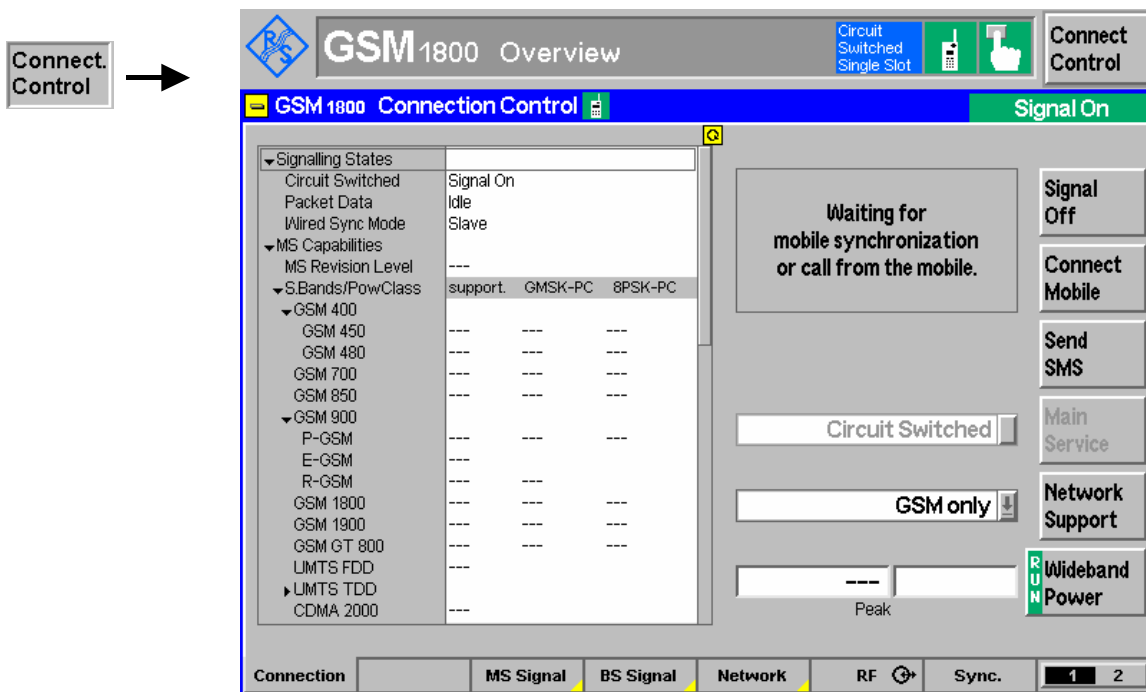 Connect.
Control
R S
GSM 1800 Overview
Circuit
Switched
Single Slot
Connect
Control
GSM 1800 Connection Control
Signal On
Signalling States
Circuit Switched Signal On
Packet Data Idle
Wired Sync Mode Slave
MS Capabilities
MS Revision Level ---
S.Bands/PowClass support. GMSK-PC 8PSK-PC
GSM 400
GSM 450 --- --- ---
GSM 480 --- --- ---
GSM 700 --- --- ---
GSM 850 --- --- ---
GSM 900
P-GSM --- --- ---
E-GSM ---
R-GSM --- ---
GSM 1800 --- --- ---
GSM 1900 --- --- ---
GSM GT 800 --- --- ---
UMTS FDD ---
UMTS TDD
CDMA 2000 ---
Waiting for
mobile synchronization
or call from the mobile.
Circuit Switched
GSM only
---
Peak
Signal
Off
Connect
Mobile
Send
SMS
Main
Service
Network
Support
RUN
Wideband
Power
Connection MS Signal BS Signal Network RF Sync. 1 2